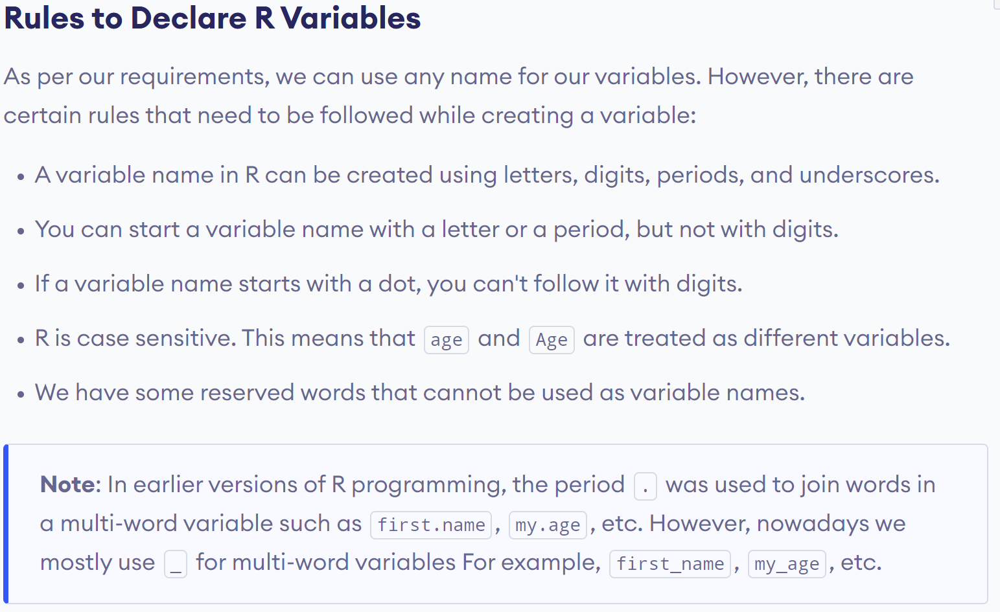 Rules to Declare R Variables
As per our requirements, we can use any name for our variables. However, there are
certain rules that need to be followed while creating a variable:
• A variable name in R can be created using letters, digits, periods, and underscores.
• You can start a variable name with a letter or a period, but not with digits.
• If a variable name starts with a dot, you can't follow it with digits.
• R is case sensitive. This means that age and Age are treated as different variables.
• We have some reserved words that cannot be used as variable names.
Note: In earlier versions of R programming, the period . was used to join words in
a multi-word variable such as first.name, my.age, etc. However, nowadays we
mostly use _ for multi-word variables For example, first_name, my_age, etc.